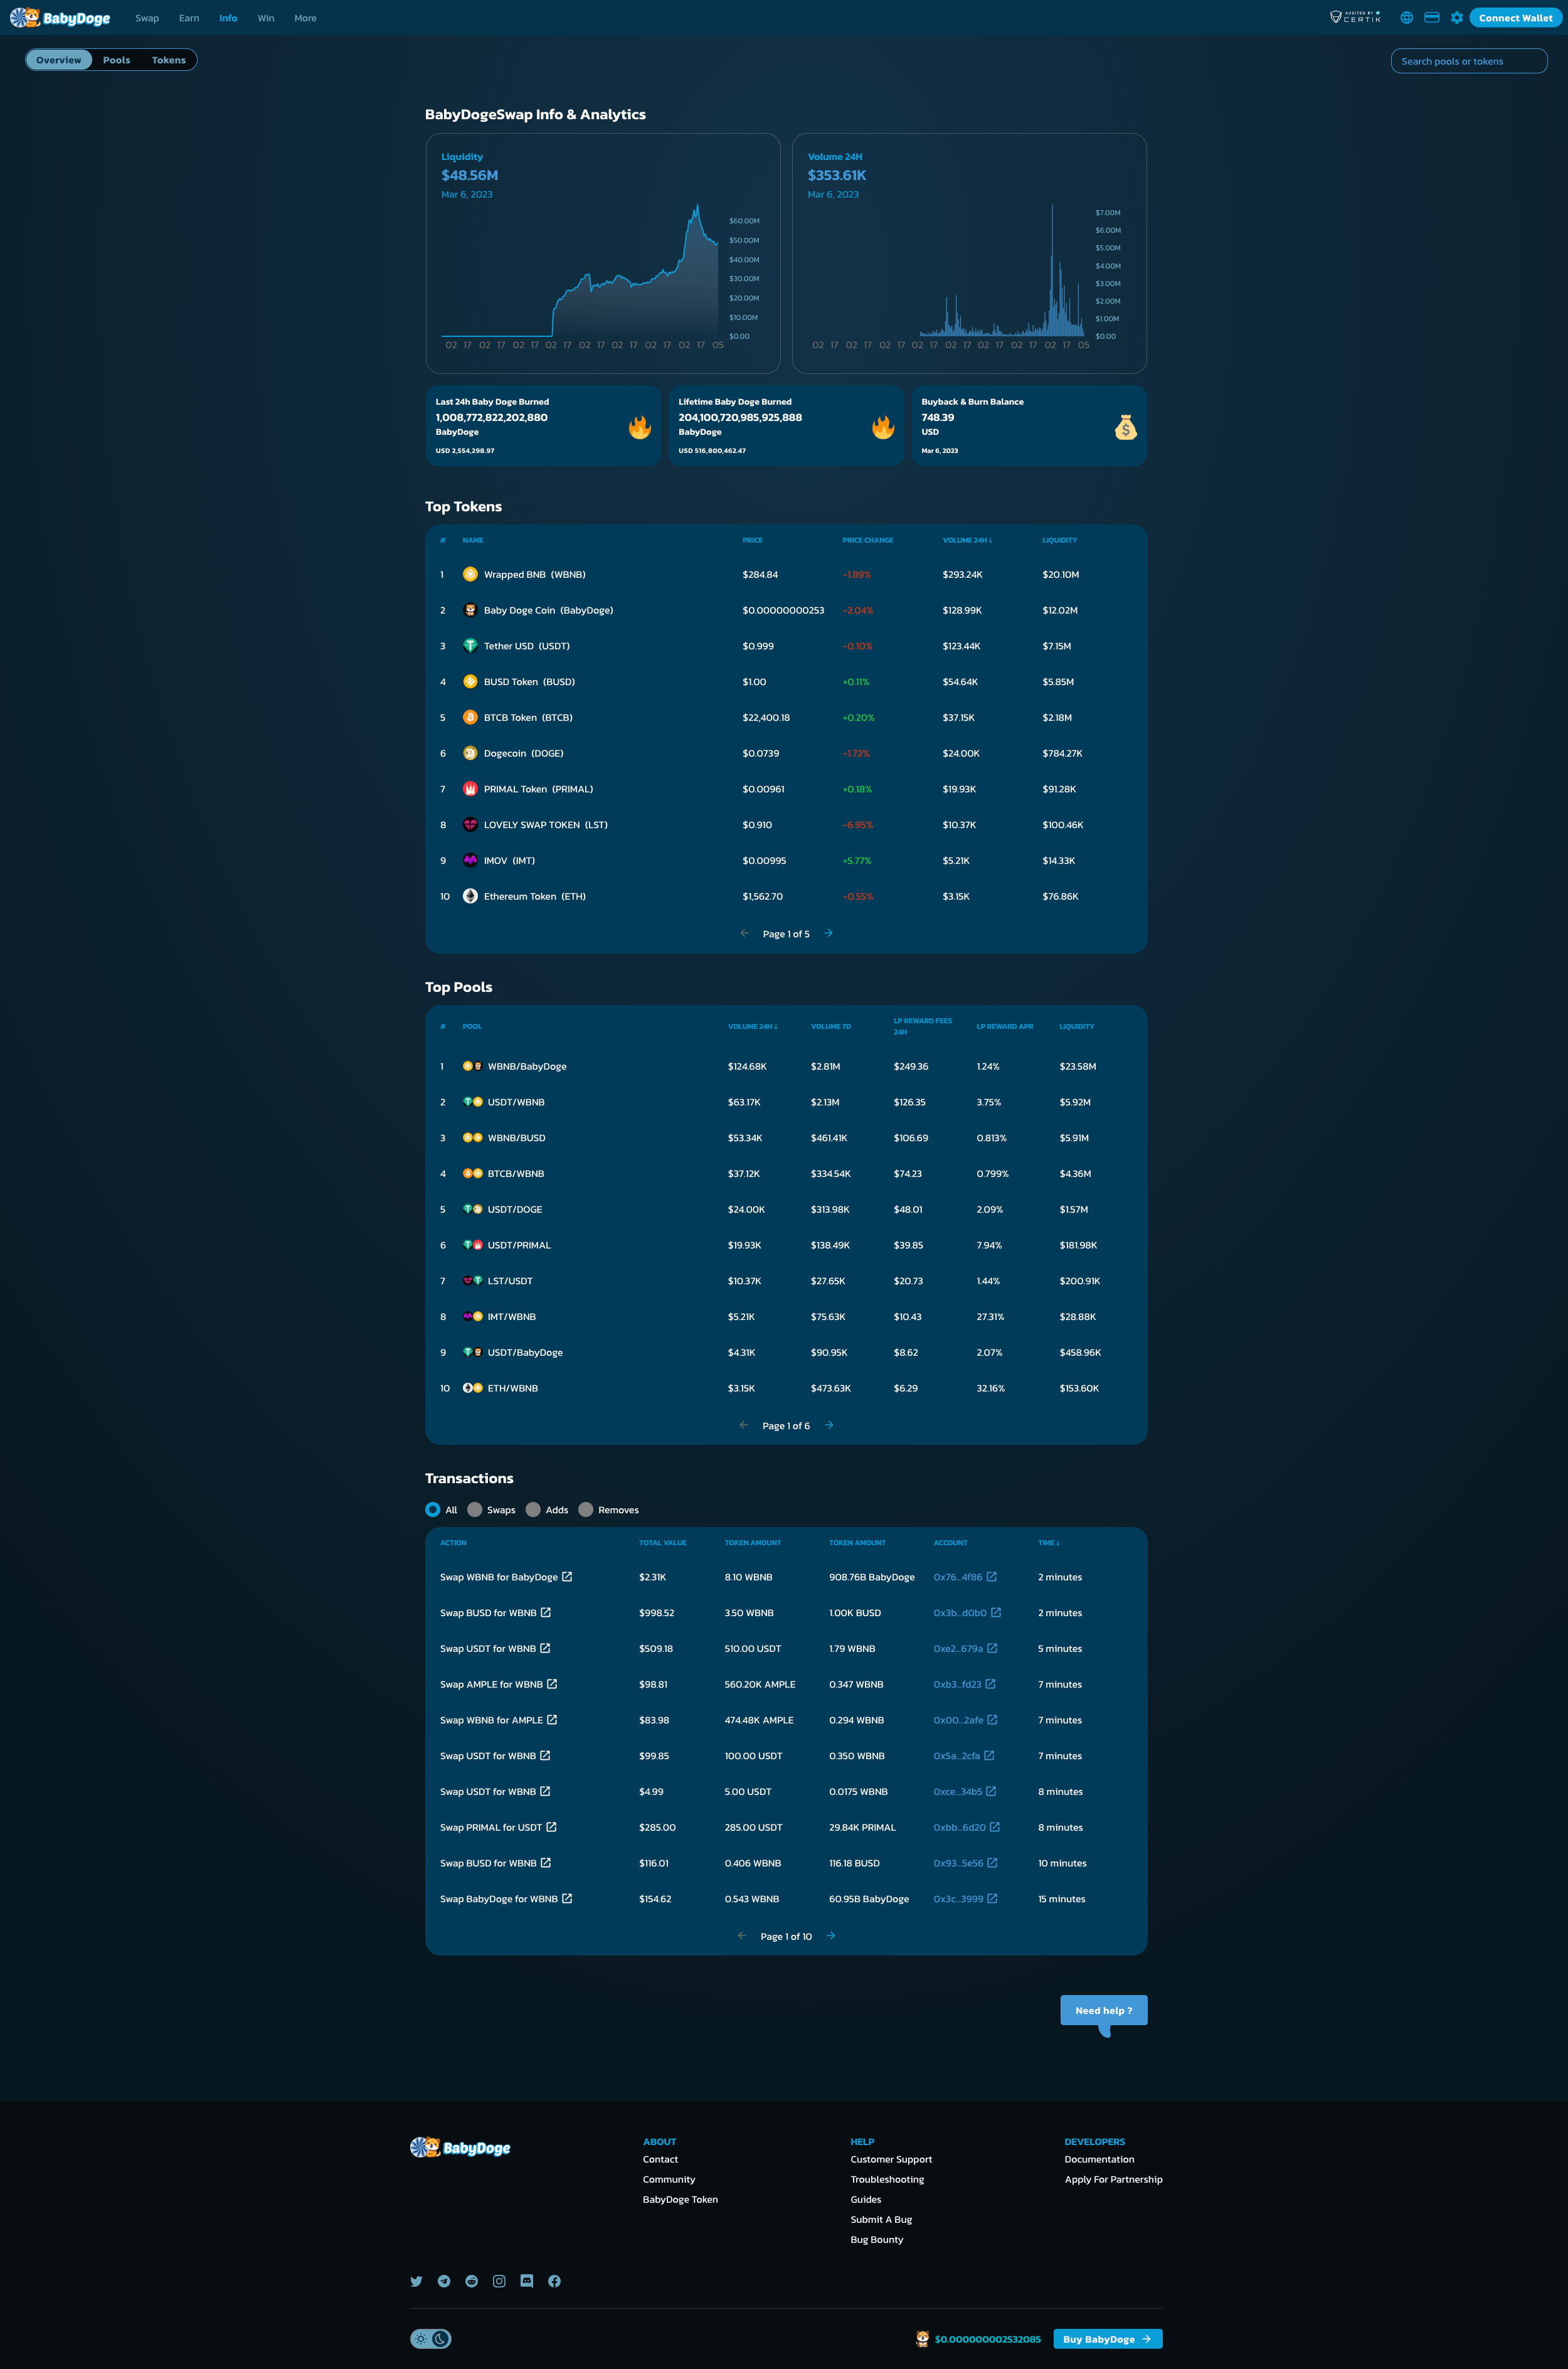 BabyDoge Swap Earn Info Win More AUDITED BY CERTIK Connect Wallet
Overview Pools Tokens Search pools or tokens
BabyDogeSwap Info & Analytics
Liquidity
$48.56M
Mar 6, 2023
$60.00M
$50.00M
$40.00M
$30.00M
$20.00M
$10.00M
$0.00
02 17 02 17 02 17 02 17 02 17 02 17 02 17 02 17 05
Volume 24H
$353.61K
Mar 6, 2023
$7.00M
$6.00M
$5.00M
$4.00M
$3.00M
$2.00M
$1.00M
$0.00
02 17 02 17 02 17 02 17 02 17 02 17 02 17 02 17 05
Last 24h Baby Doge Burned
1,008,772,822,202,880
BabyDoge
USD 2,554,298.97
Lifetime Baby Doge Burned
204,100,720,985,925,888
BabyDoge
USD 516,800,462.47
Buyback & Burn Balance
748.39
USD
Mar 6, 2023
Top Tokens
# NAME PRICE PRICE CHANGE VOLUME 24H ↓ LIQUIDITY
1 Wrapped BNB (WBNB) $284.84 -1.89% $293.24K $20.10M
2 Baby Doge Coin (BabyDoge) $0.00000000253 -2.04% $128.99K $12.02M
3 Tether USD (USDT) $0.999 -0.10% $123.44K $7.15M
4 BUSD Token (BUSD) $1.00 +0.11% $54.64K $5.85M
5 BTCB Token (BTCB) $22,400.18 +0.20% $37.15K $2.18M
6 Dogecoin (DOGE) $0.0739 -1.72% $24.00K $784.27K
7 PRIMAL Token (PRIMAL) $0.00961 +0.18% $19.93K $91.28K
8 LOVELY SWAP TOKEN (LST) $0.910 -6.95% $10.37K $100.46K
9 IMOV (IMT) $0.00995 +5.77% $5.21K $14.33K
10 Ethereum Token (ETH) $1,562.70 -0.55% $3.15K $76.86K
Page 1 of 5
Top Pools
# POOL VOLUME 24H ↓ VOLUME 7D LP REWARD FEES 24H LP REWARD APR LIQUIDITY
1 WBNB/BabyDoge $124.68K $2.81M $249.36 1.24% $23.58M
2 USDT/WBNB $63.17K $2.13M $126.35 3.75% $5.92M
3 WBNB/BUSD $53.34K $461.41K $106.69 0.813% $5.91M
4 BTCB/WBNB $37.12K $334.54K $74.23 0.799% $4.36M
5 USDT/DOGE $24.00K $313.98K $48.01 2.09% $1.57M
6 USDT/PRIMAL $19.93K $138.49K $39.85 7.94% $181.98K
7 LST/USDT $10.37K $27.65K $20.73 1.44% $200.91K
8 IMT/WBNB $5.21K $75.63K $10.43 27.31% $28.88K
9 USDT/BabyDoge $4.31K $90.95K $8.62 2.07% $458.96K
10 ETH/WBNB $3.15K $473.63K $6.29 32.16% $153.60K
Page 1 of 6
Transactions
All Swaps Adds Removes
ACTION TOTAL VALUE TOKEN AMOUNT TOKEN AMOUNT ACCOUNT TIME ↓
Swap WBNB for BabyDoge $2.31K 8.10 WBNB 908.76B BabyDoge 0x76...4f86 2 minutes
Swap BUSD for WBNB $998.52 3.50 WBNB 1.00K BUSD 0x3b...d0b0 2 minutes
Swap USDT for WBNB $509.18 510.00 USDT 1.79 WBNB 0xe2...679a 5 minutes
Swap AMPLE for WBNB $98.81 560.20K AMPLE 0.347 WBNB 0xb3...fd23 7 minutes
Swap WBNB for AMPLE $83.98 474.48K AMPLE 0.294 WBNB 0x00...2afe 7 minutes
Swap USDT for WBNB $99.85 100.00 USDT 0.350 WBNB 0x5a...2cfa 7 minutes
Swap USDT for WBNB $4.99 5.00 USDT 0.0175 WBNB 0xce...34b5 8 minutes
Swap PRIMAL for USDT $285.00 285.00 USDT 29.84K PRIMAL 0xbb...6d20 8 minutes
Swap BUSD for WBNB $116.01 0.406 WBNB 116.18 BUSD 0x93...5e56 10 minutes
Swap BabyDoge for WBNB $154.62 0.543 WBNB 60.95B BabyDoge 0x3c...3999 15 minutes
Page 1 of 10
Need help ?
BabyDoge
ABOUT
Contact
Community
BabyDoge Token
HELP
Customer Support
Troubleshooting
Guides
Submit A Bug
Bug Bounty
DEVELOPERS
Documentation
Apply For Partnership
$0.000000002532085 Buy BabyDoge